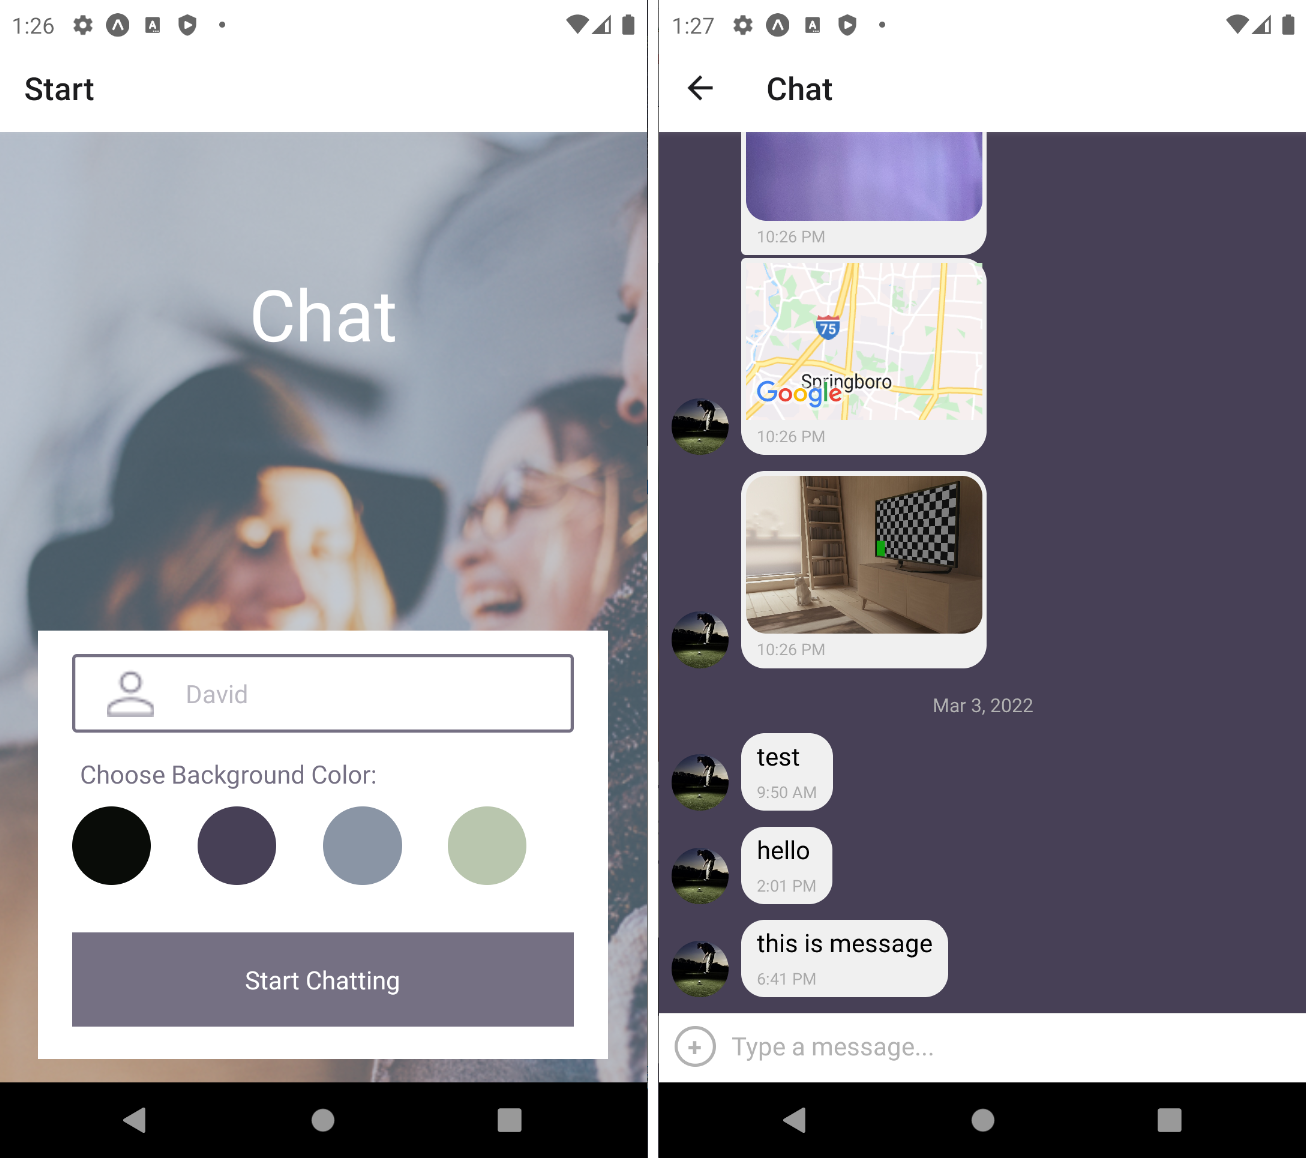 1:26
Start
Chat
David
Choose Background Color:
Start Chatting
1:27
Chat
10:26 PM
75
Springboro
Google
10:26 PM
10:26 PM
Mar 3, 2022
test
9:50 AM
hello
2:01 PM
this is message
6:41 PM
Type a message...